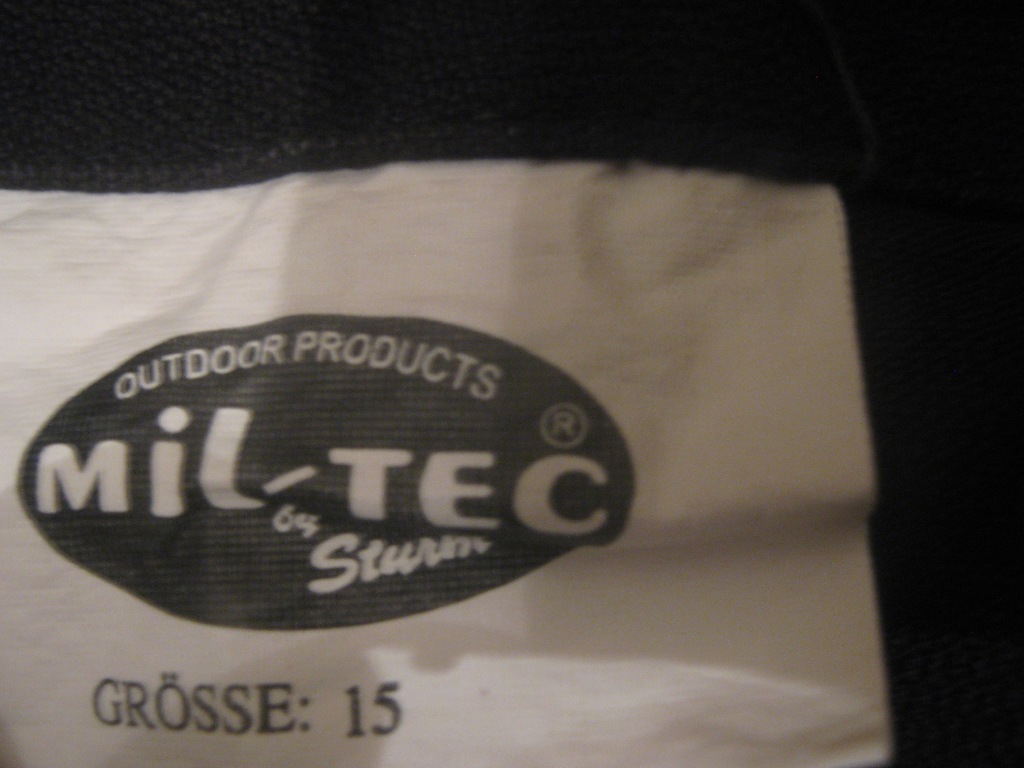 OUTDOOR PRODUCTS
MiL-TEC ®
by
Sturm
GRÖSSE: 15